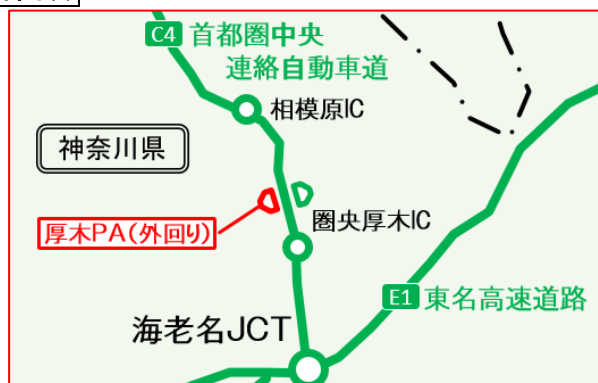 C4 首都圏中央
連絡自動車道
相模原IC
神奈川県
圏央厚木IC
厚木PA(外回り)
E1 東名高速道路
海老名JCT